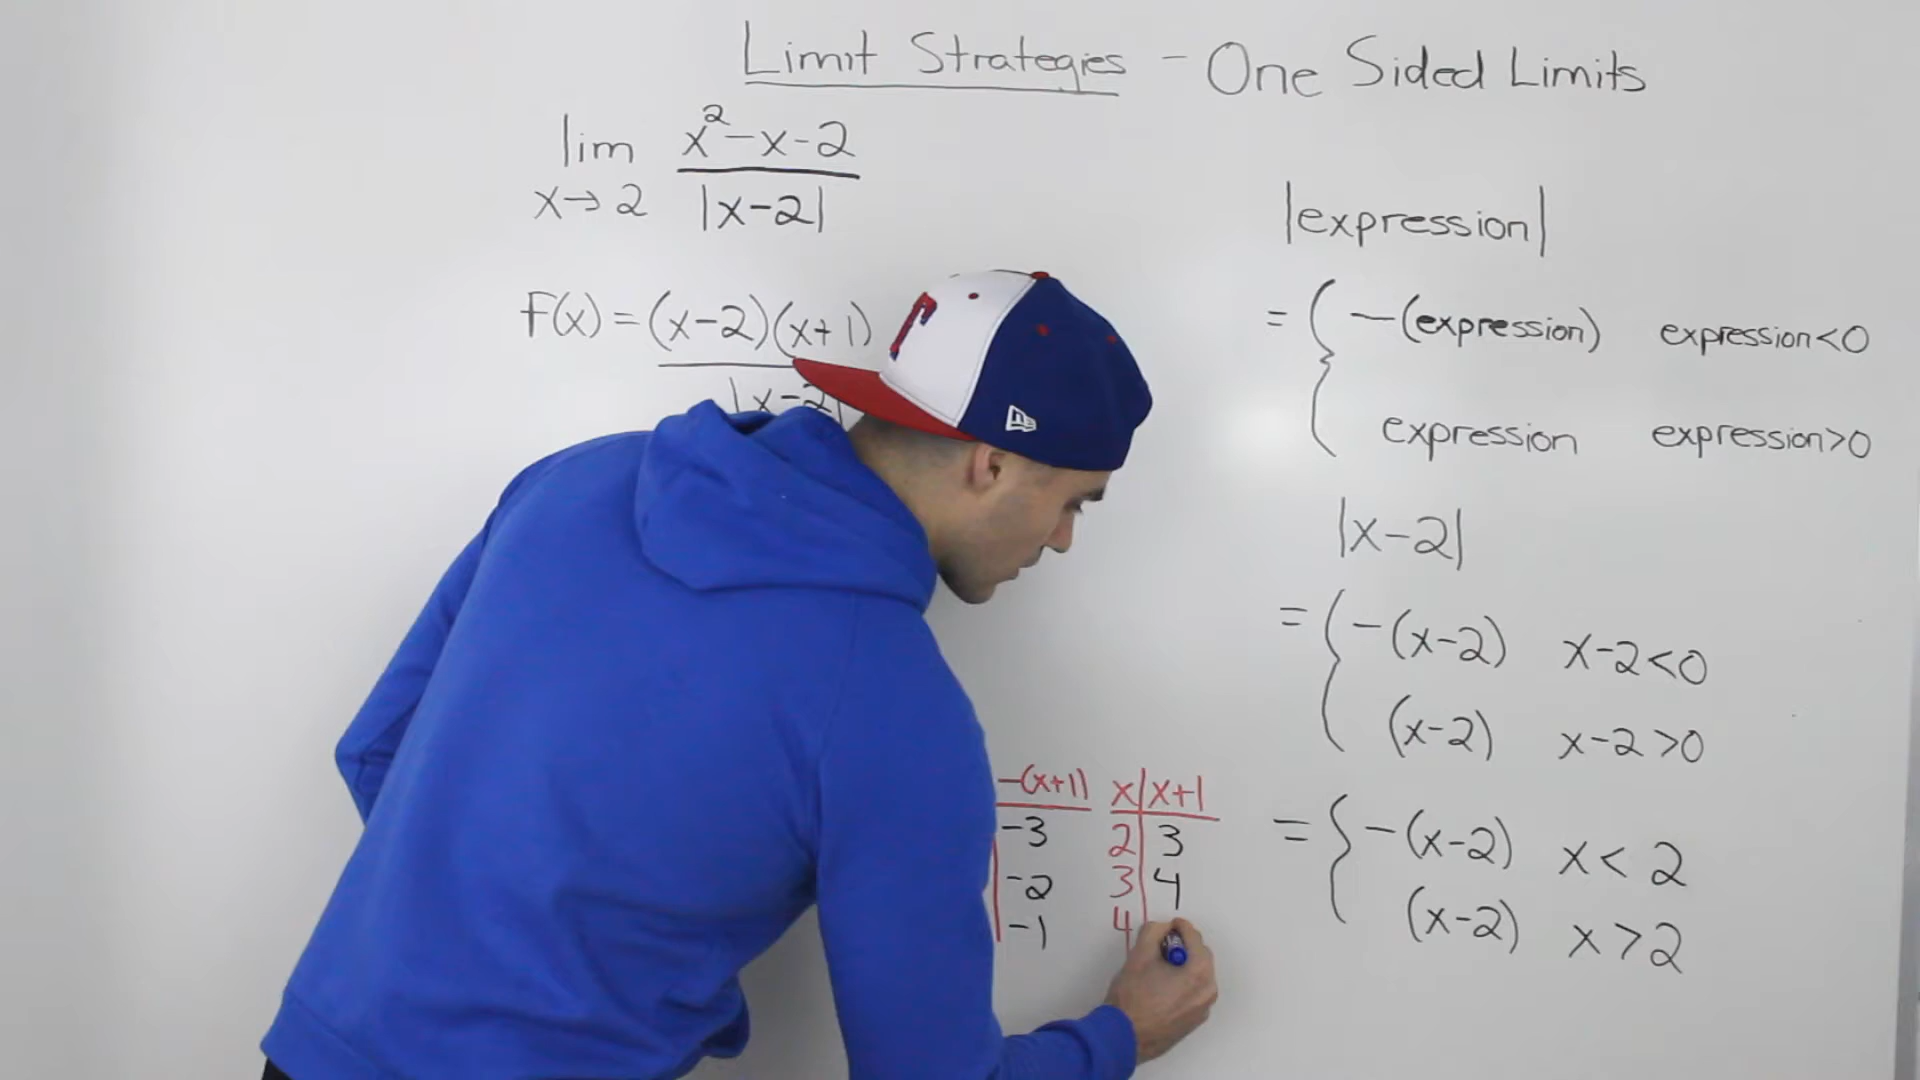 Limit Strategies - One Sided Limits
lim x→2 x²-x-2 / |x-2|
f(x) = (x-2)(x+1)
|x-2|
|expression|
= { -(expression) expression<0
expression expression>0
|x-2|
= { -(x-2) x-2<0
(x-2) x-2>0
= { -(x-2) x<2
(x-2) x>2
-(x+1)
-3
-2
-1
x | x+1
2 | 3
3 | 4
4